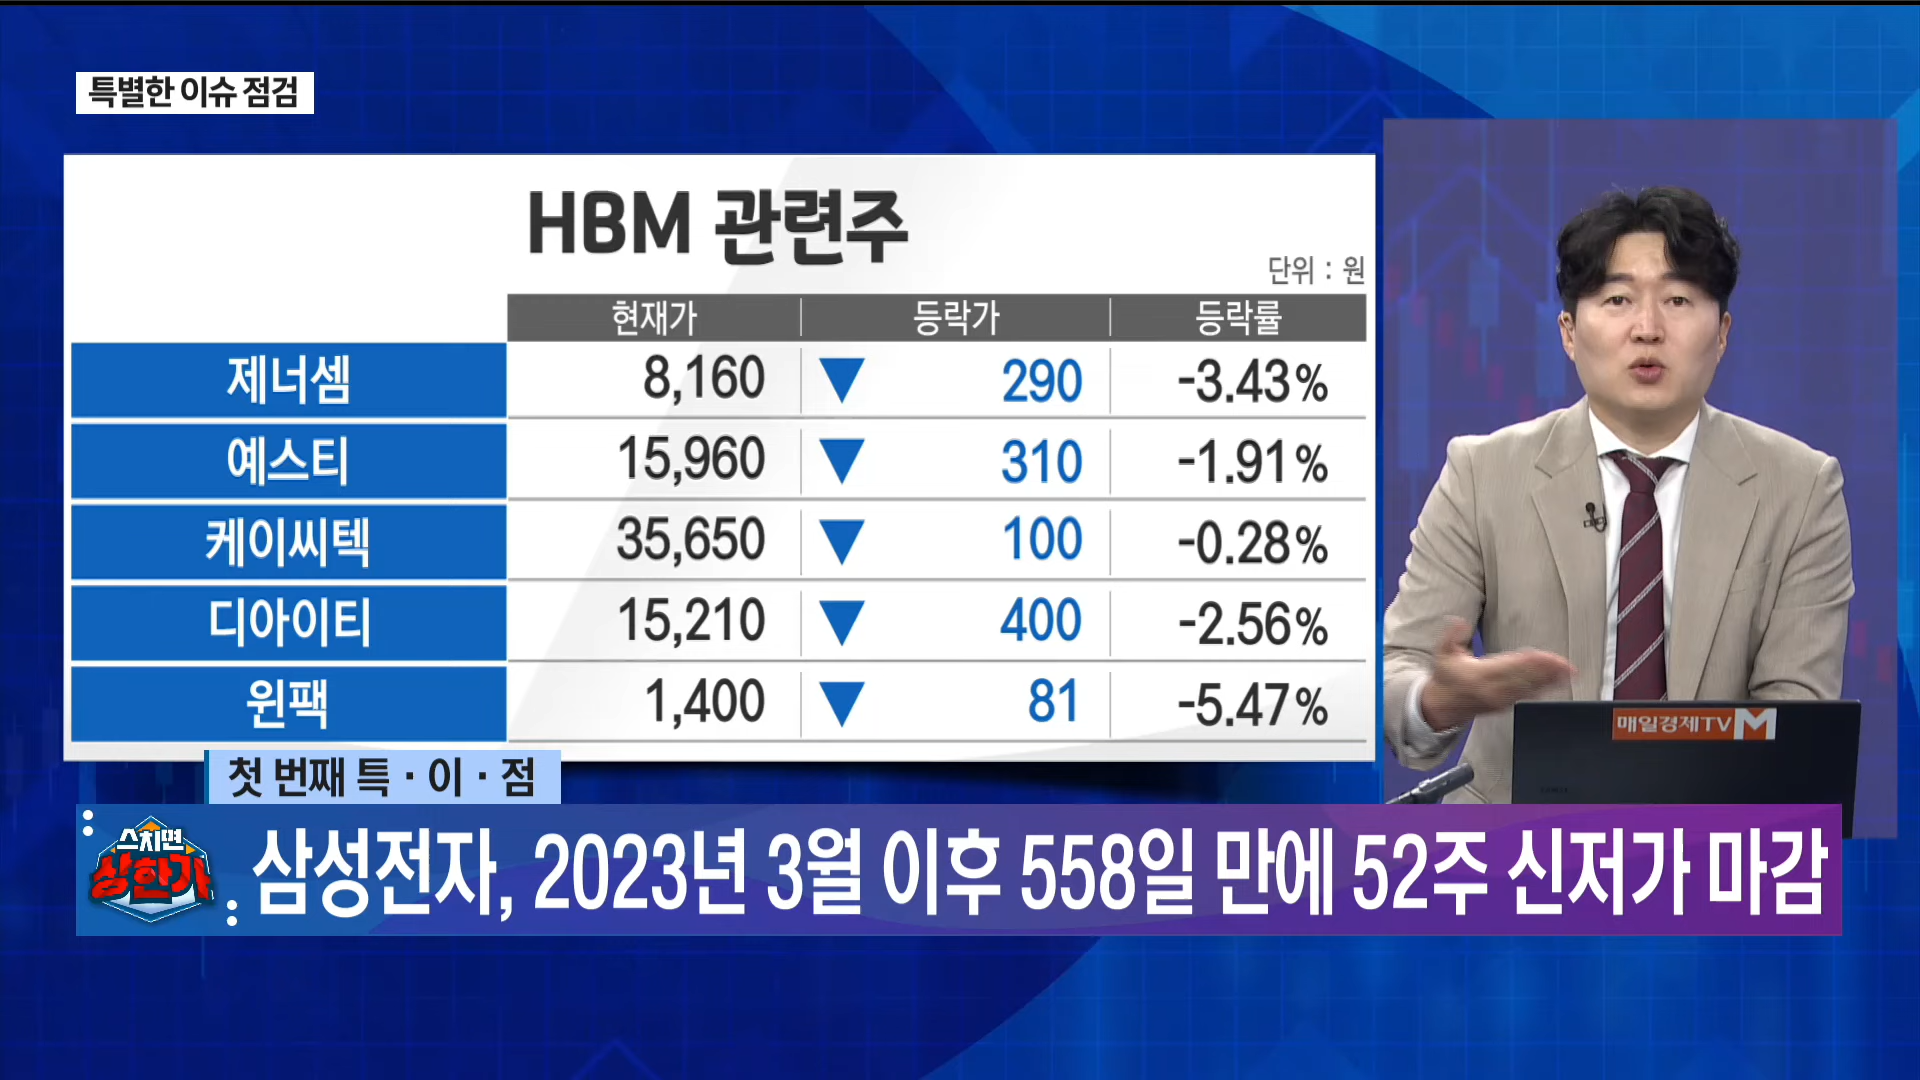 특별한 이슈 점검
HBM 관련주
단위 : 원
현재가 등락가 등락률
제너셈 8,160 ▼ 290 -3.43%
예스티 15,960 ▼ 310 -1.91%
케이씨텍 35,650 ▼ 100 -0.28%
디아이티 15,210 ▼ 400 -2.56%
윈팩 1,400 ▼ 81 -5.47%
매일경제TV M
첫 번째 특·이·점
스치면
상한가
삼성전자, 2023년 3월 이후 558일 만에 52주 신저가 마감